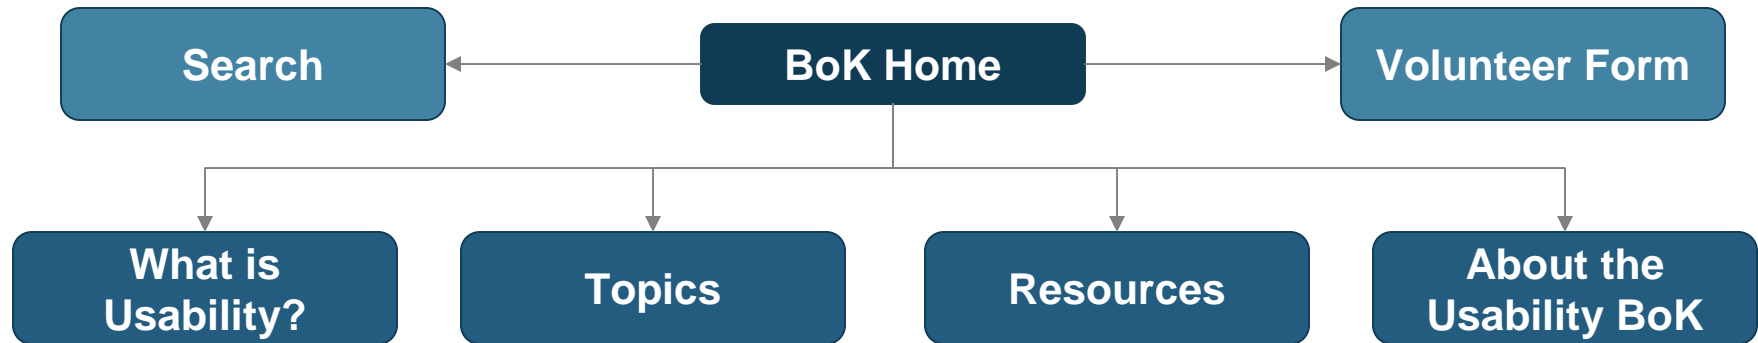 Search
BoK Home
Volunteer Form
What is
Usability?
Topics
Resources
About the
Usability BoK